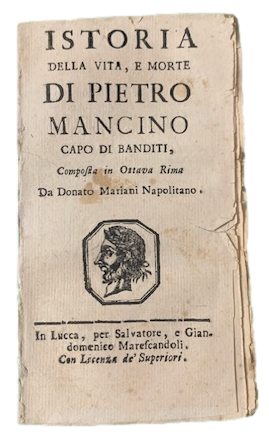 ISTORIA
DELLA VITA, E MORTE
DI PIETRO
MANCINO
CAPO DI BANDITI,
Composta in Ottava Rima
Da Donato Mariani Napolitano.
In Lucca, per Salvatore, e Gian-
domenico Marescandoli.
Con Licenza de' Superiori.